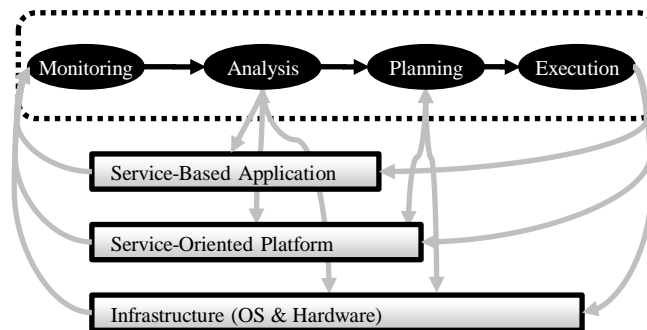 Monitoring Analysis Planning Execution
Service-Based Application
Service-Oriented Platform
Infrastructure (OS & Hardware)